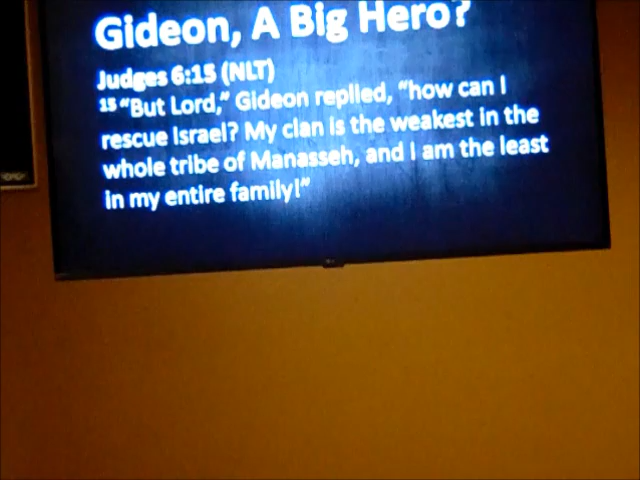 Gideon, A Big Hero?
Judges 6:15 (NLT)
15 “But Lord,” Gideon replied, “how can I
rescue Israel? My clan is the weakest in the
whole tribe of Manasseh, and I am the least
in my entire family!”